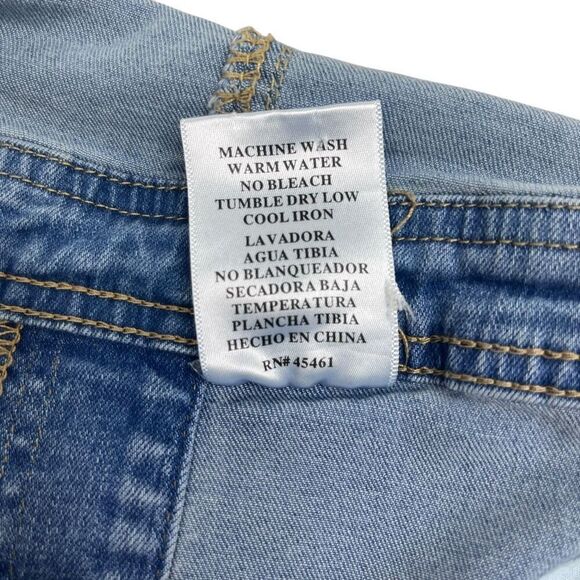 MACHINE WASH
WARM WATER
NO BLEACH
TUMBLE DRY LOW
COOL IRON
LAVADORA
AGUA TIBIA
NO BLANQUEADOR
SECADORA BAJA
TEMPERATURA
PLANCHA TIBIA
HECHO EN CHINA
RN# 45461